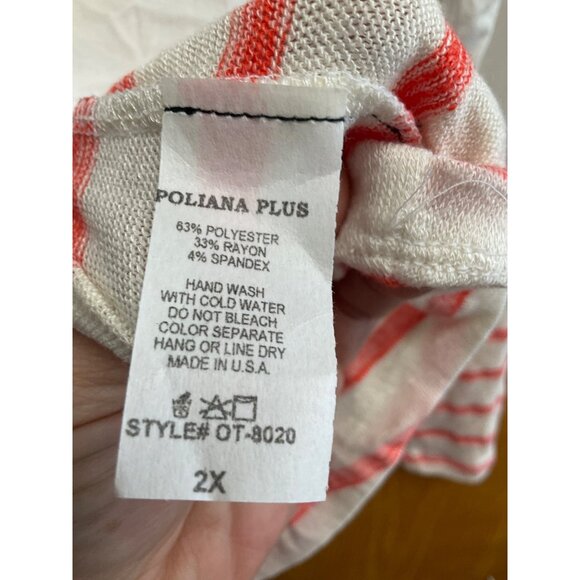 POLIANA PLUS
63% POLYESTER
33% RAYON
4% SPANDEX
HAND WASH
WITH COLD WATER
DO NOT BLEACH
COLOR SEPARATE
HANG OR LINE DRY
MADE IN U.S.A.
STYLE# OT-8020
2X